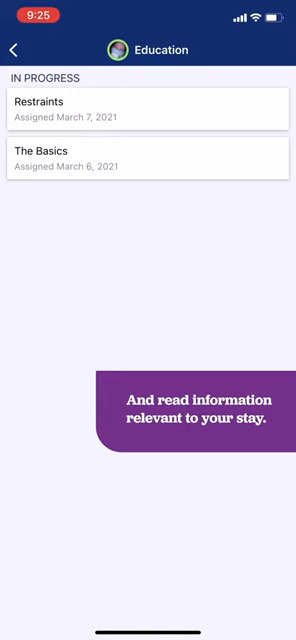 9:25
Education
IN PROGRESS
Restraints
Assigned March 7, 2021
The Basics
Assigned March 6, 2021
And read information
relevant to your stay.